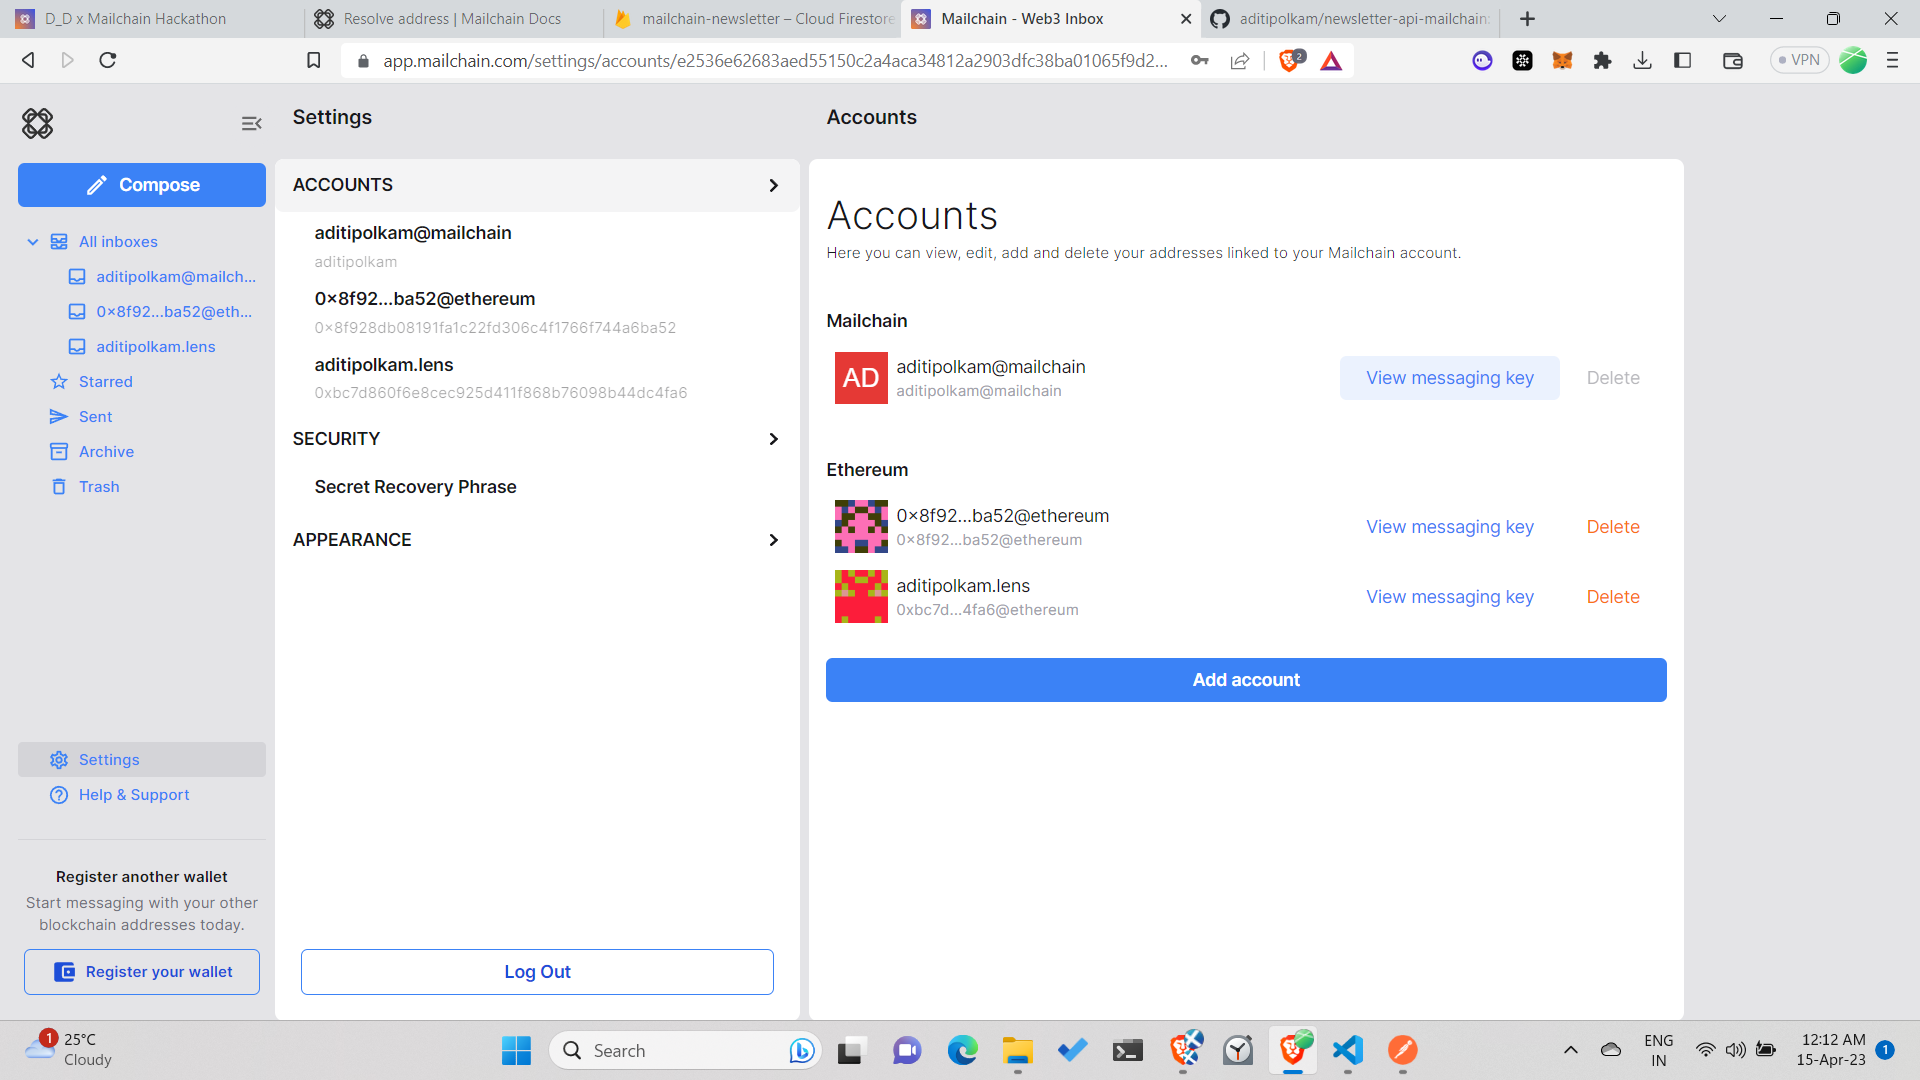 D_D x Mailchain Hackathon
Resolve address | Mailchain Docs
mailchain-newsletter – Cloud Firestore
Mailchain - Web3 Inbox
aditipolkam/newsletter-api-mailchain
app.mailchain.com/settings/accounts/e2536e62683aed55150c2a4aca34812a2903dfc38ba01065f9d2...
2
VPN
Settings
Accounts
Compose
All inboxes
aditipolkam@mailch...
0×8f92...ba52@eth...
aditipolkam.lens
Starred
Sent
Archive
Trash
Settings
Help & Support
Register another wallet
Start messaging with your other
blockchain addresses today.
Register your wallet
ACCOUNTS
aditipolkam@mailchain
aditipolkam
0×8f92...ba52@ethereum
0×8f928db08191fa1c22fd306c4f1766f744a6ba52
aditipolkam.lens
0xbc7d860f6e8cec925d411f868b76098b44dc4fa6
SECURITY
Secret Recovery Phrase
APPEARANCE
Log Out
Accounts
Here you can view, edit, add and delete your addresses linked to your Mailchain account.
Mailchain
AD
aditipolkam@mailchain
aditipolkam@mailchain
View messaging key
Delete
Ethereum
0×8f92...ba52@ethereum
0×8f92...ba52@ethereum
View messaging key
Delete
aditipolkam.lens
0xbc7d...4fa6@ethereum
View messaging key
Delete
Add account
1
25°C
Cloudy
Search
ENG
IN
12:12 AM
15-Apr-23
1